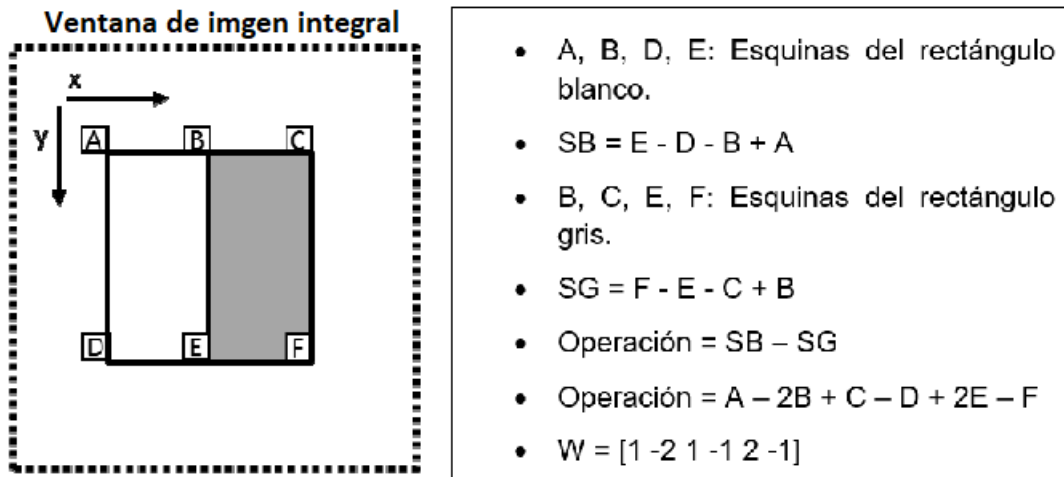 Ventana de imgen integral
x
y
A B C
D E F
• A, B, D, E: Esquinas del rectángulo
blanco.
• SB = E - D - B + A
• B, C, E, F: Esquinas del rectángulo
gris.
• SG = F - E - C + B
• Operación = SB – SG
• Operación = A – 2B + C – D + 2E – F
• W = [1 -2 1 -1 2 -1]